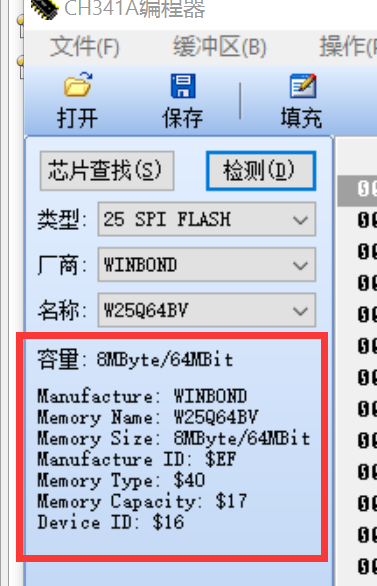 CH341A编程器
文件(F) 缓冲区(B) 操作(
打开 保存 填充
芯片查找(S) 检测(D)
类型: 25 SPI FLASH
厂商: WINBOND
名称: W25Q64BV
容量: 8MByte/64MBit
Manufacture: WINBOND
Memory Name: W25Q64BV
Memory Size: 8MByte/64MBit
Manufacture ID: $EF
Memory Type: $40
Memory Capacity: $17
Device ID: $16